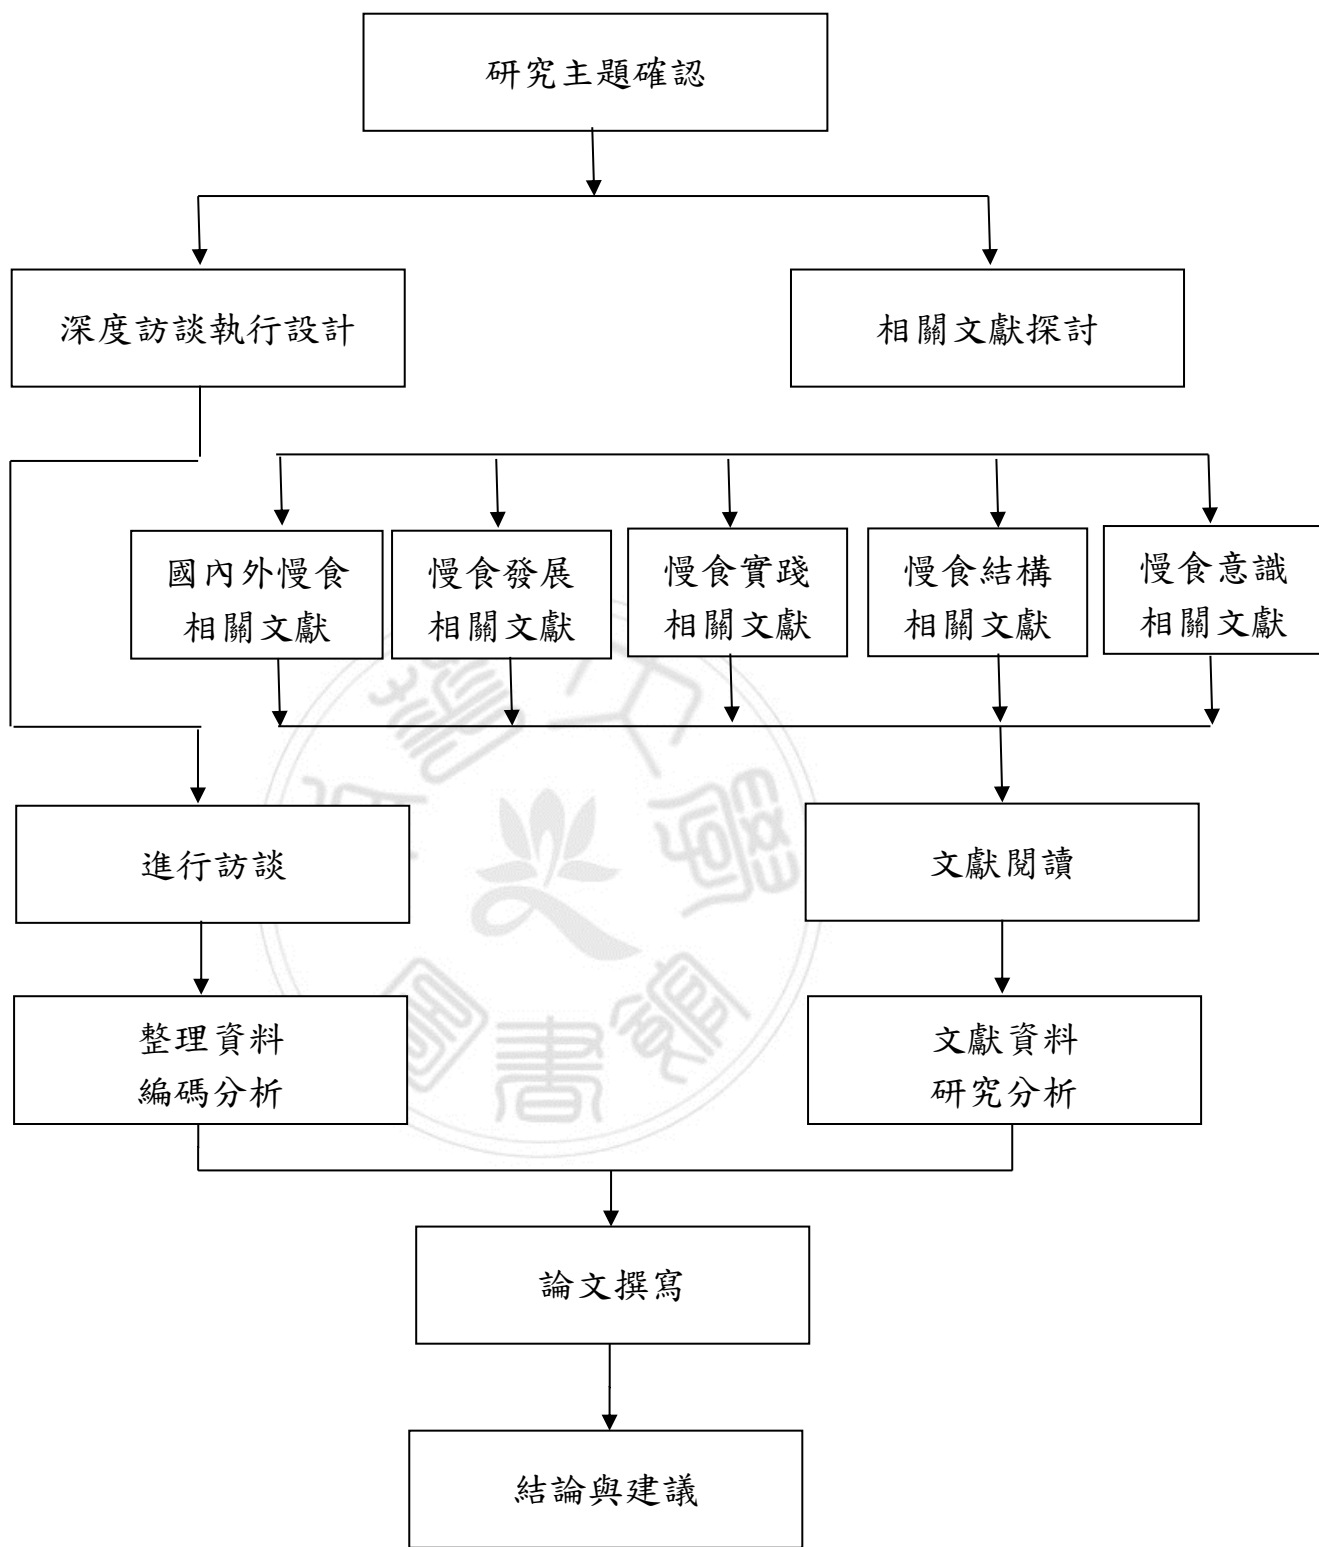 研究主題確認
深度訪談執行設計
相關文獻探討
國內外慢食
相關文獻
慢食發展
相關文獻
慢食實踐
相關文獻
慢食結構
相關文獻
慢食意識
相關文獻
進行訪談
文獻閱讀
整理資料
編碼分析
文獻資料
研究分析
論文撰寫
結論與建議